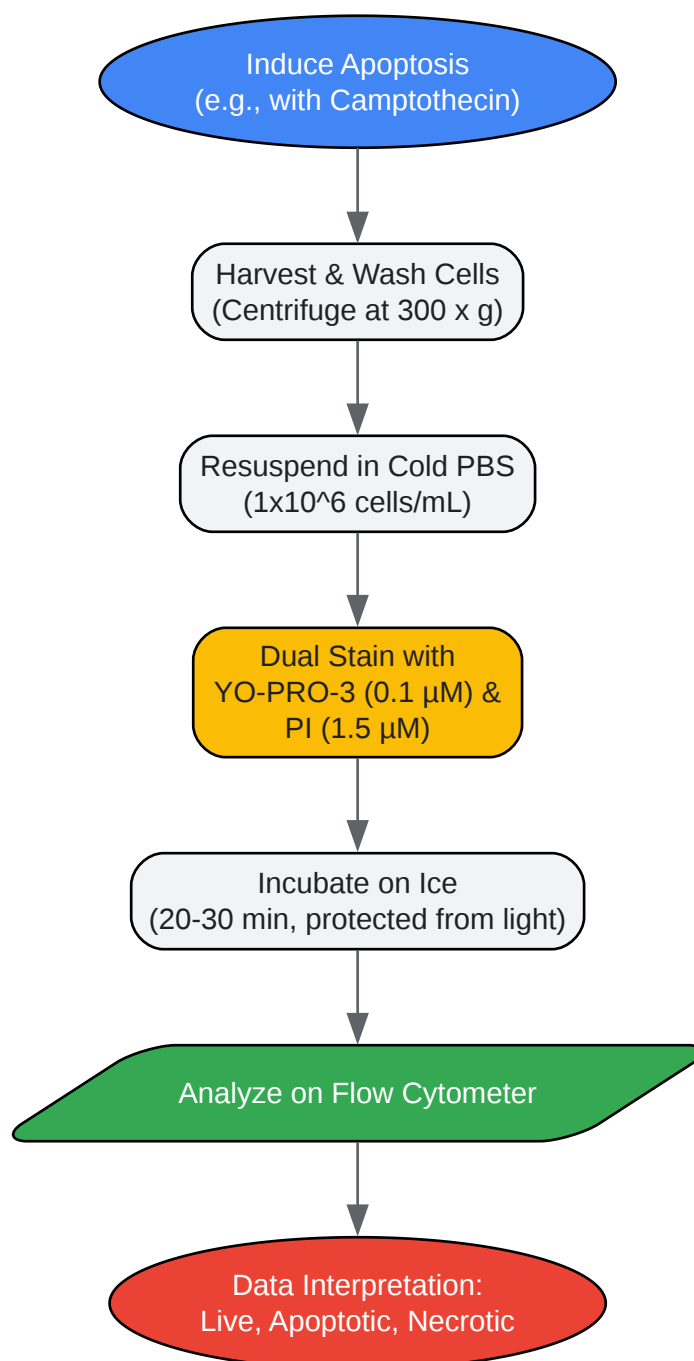 Induce Apoptosis
(e.g., with Camptothecin)
Harvest & Wash Cells
(Centrifuge at 300 x g)
Resuspend in Cold PBS
(1x10^6 cells/mL)
Dual Stain with
YO-PRO-3 (0.1 µM) &
PI (1.5 µM)
Incubate on Ice
(20-30 min, protected from light)
Analyze on Flow Cytometer
Data Interpretation:
Live, Apoptotic, Necrotic